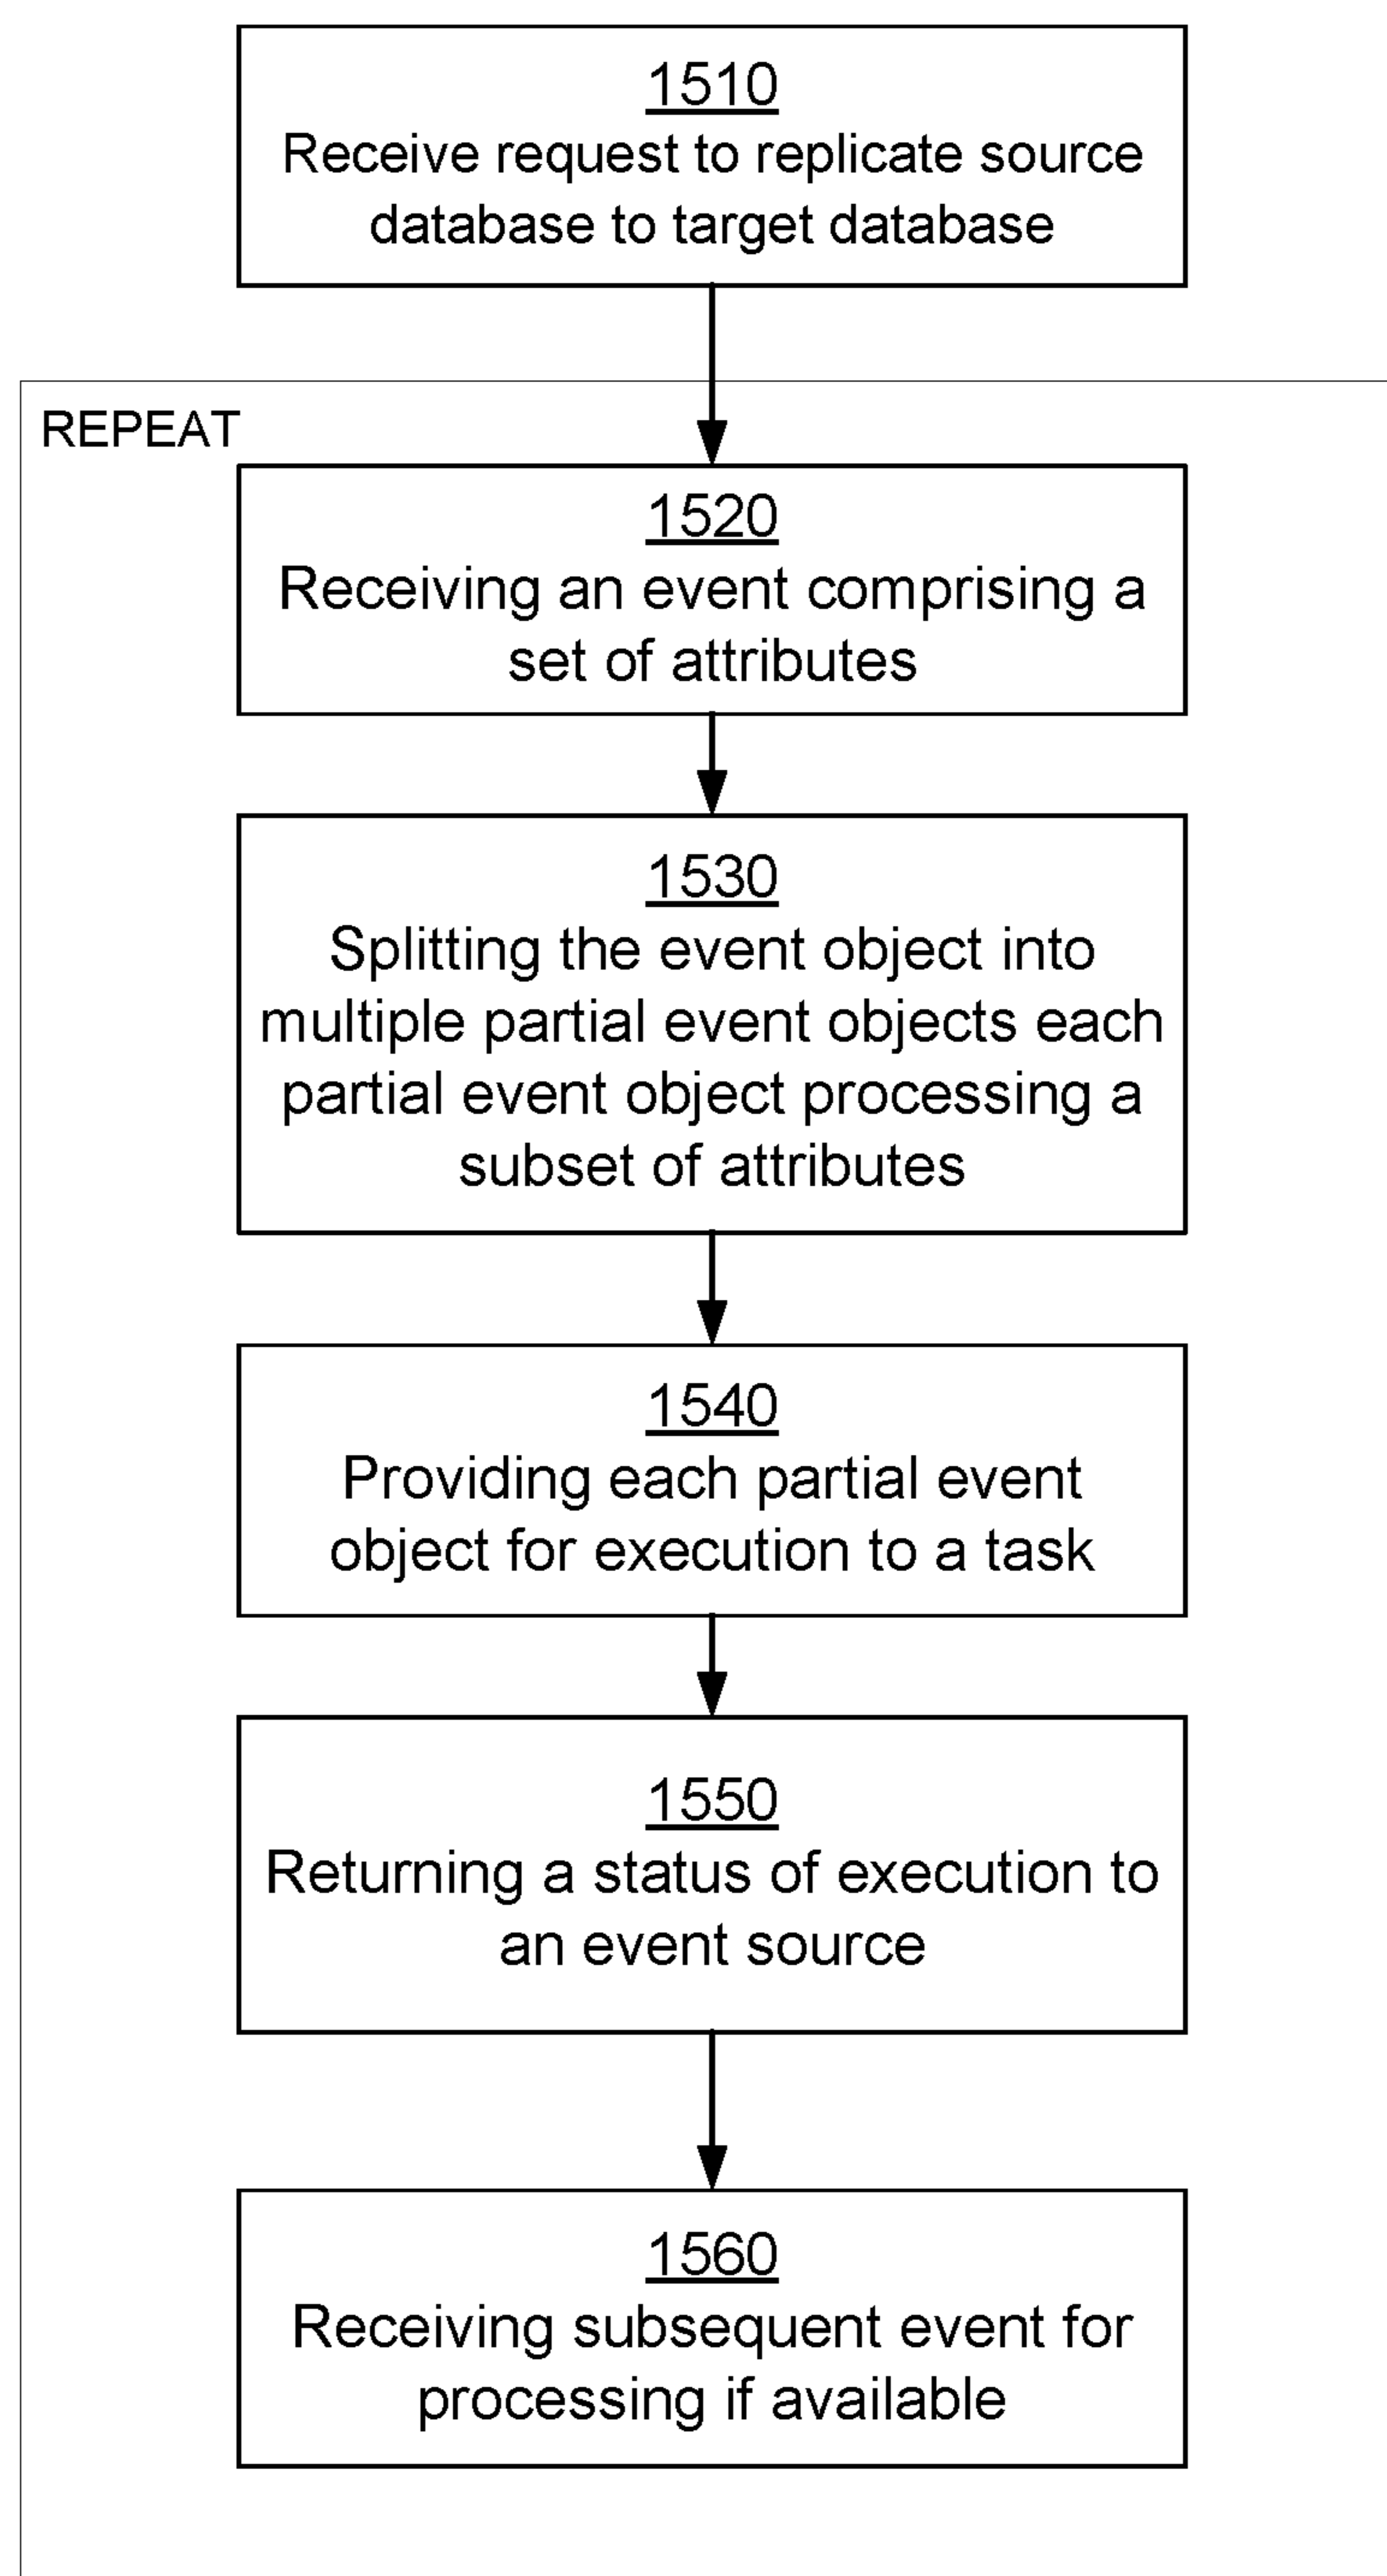 1510
Receive request to replicate source
database to target database
REPEAT
1520
Receiving an event comprising a
set of attributes
1530
Splitting the event object into
multiple partial event objects each
partial event object processing a
subset of attributes
1540
Providing each partial event
object for execution to a task
1550
Returning a status of execution to
an event source
1560
Receiving subsequent event for
processing if available